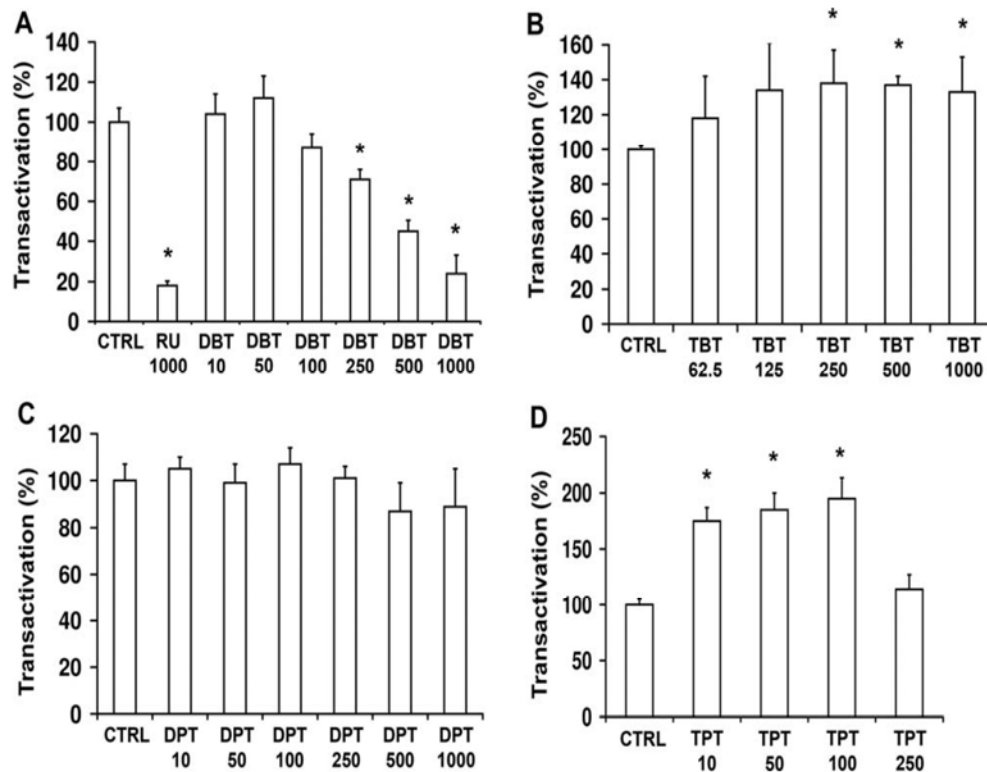 A
Transactivation (%)
140
120
100
80
60
40
20
0
*
*
*
*
CTRL RU DBT DBT DBT DBT DBT DBT
1000 10 50 100 250 500 1000
B
Transactivation (%)
160
140
120
100
80
60
40
20
0
* * *
CTRL TBT TBT TBT TBT TBT
62.5 125 250 500 1000
C
Transactivation (%)
120
100
80
60
40
20
0
CTRL DPT DPT DPT DPT DPT DPT
10 50 100 250 500 1000
D
Transactivation (%)
250
200
150
100
50
0
* * *
CTRL TPT TPT TPT TPT
10 50 100 250